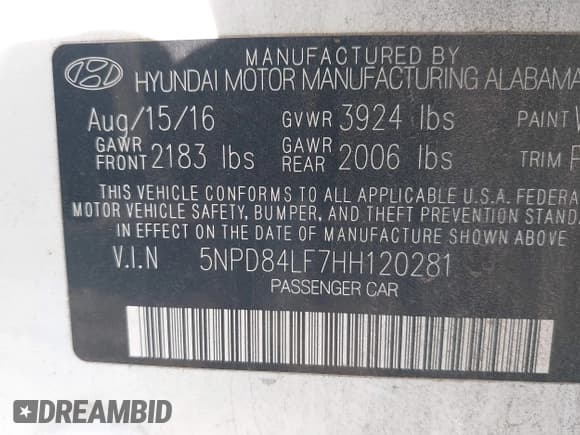 MANUFACTURED BY
HYUNDAI MOTOR MANUFACTURING ALABAMA
Aug/15/16 GVWR 3924 lbs PAINT
GAWR FRONT 2183 lbs GAWR REAR 2006 lbs TRIM
THIS VEHICLE CONFORMS TO ALL APPLICABLE U.S.A. FEDERA
MOTOR VEHICLE SAFETY, BUMPER, AND THEFT PREVENTION STAND
IN EFFECT ON THE DATE OF MANUFACTURE SHOWN ABOVE
V.I.N 5NPD84LF7HH120281
PASSENGER CAR
DREAMBID